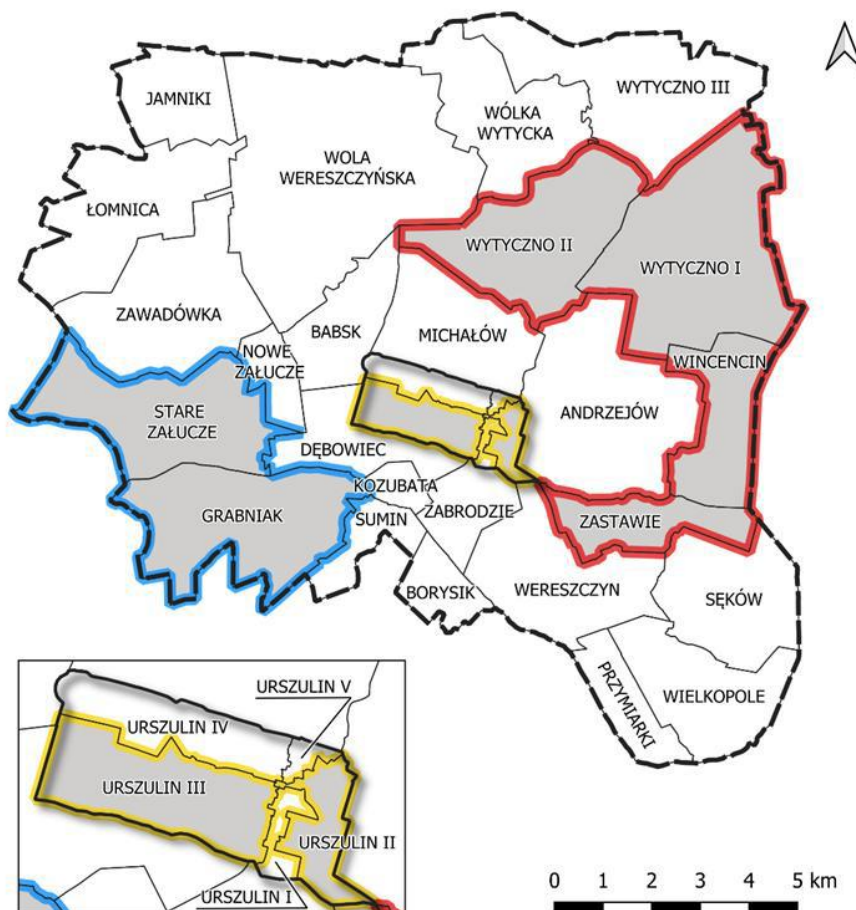 JAMNIKI
WYTYCZNO III
WÓLKA
WYTYCKA
WOLA
WERESZCZYŃSKA
ŁOMNICA
WYTYCZNO II
WYTYCZNO I
ZAWADÓWKA
BABSK
MICHAŁÓW
NOWE
ZAŁUCZE
WINCENCIN
STARE
ZAŁUCZE
ANDRZEJÓW
DĘBOWIEC
KOZUBATA
GRABNIAK
SUMIN
ZABRODZIE
ZASTAWIE
BORYSIK
WERESZCZYN
SĘKÓW
PRZYMIARKI
WIELKOPOLE
URSZULIN V
URSZULIN IV
URSZULIN III
URSZULIN II
URSZULIN I
0 1 2 3 4 5 km